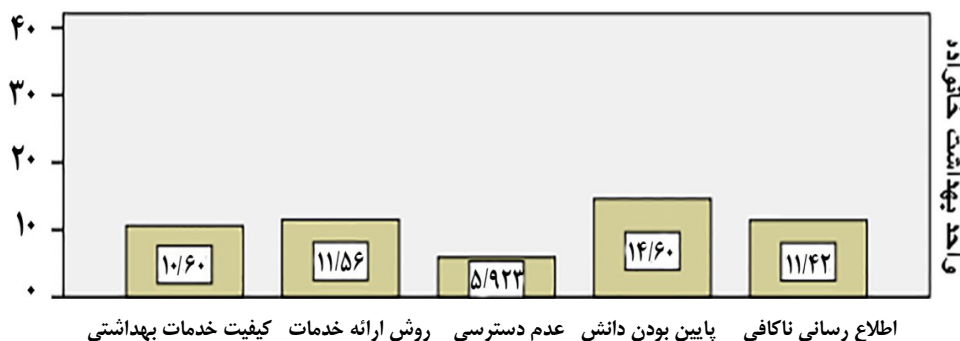 ۴۰
۳۰
۲۰
۱۰
۰
۱۰/۶۰
۱۱/۵۶
۵/۹۲۳
۱۴/۶۰
۱۱/۴۲
کیفیت خدمات بهداشتی
روش ارائه خدمات
عدم دسترسی
پایین بودن دانش
اطلاع رسانی ناکافی
واحد بهداشت خانواده